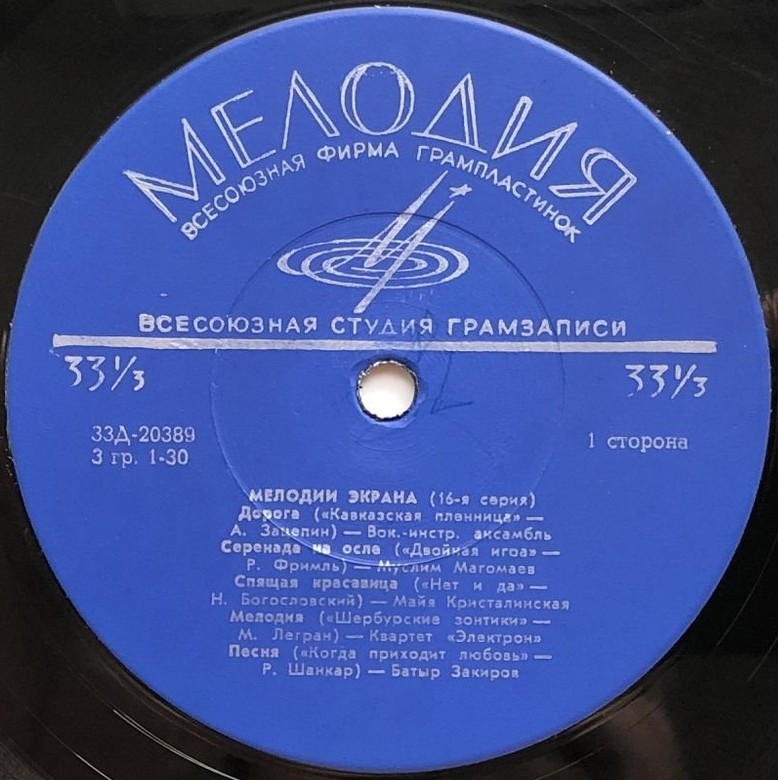 МЕЛОДИЯ
ВСЕСОЮЗНАЯ ФИРМА ГРАМПЛАСТИНОК
ВСЕСОЮЗНАЯ СТУДИЯ ГРАМЗАПИСИ
33⅓ 33⅓
33Д-20389 1 сторона
3 гр. 1-30
МЕЛОДИИ ЭКРАНА (16-я серия)
Дорога («Кавказская пленница» —
А. Зацепин) — Вок.-инстр. ансамбль
Серенада на осле («Двойная игра» —
Р. Фримль) — Муслим Магомаев
Спящая красавица («Нет и да» —
Н. Богословский) — Майя Кристалинская
Мелодия («Шербурские зонтики» —
М. Легран) — Квартет «Электрон»
Песня («Когда приходит любовь» —
Р. Шанкар) — Батыр Закиров